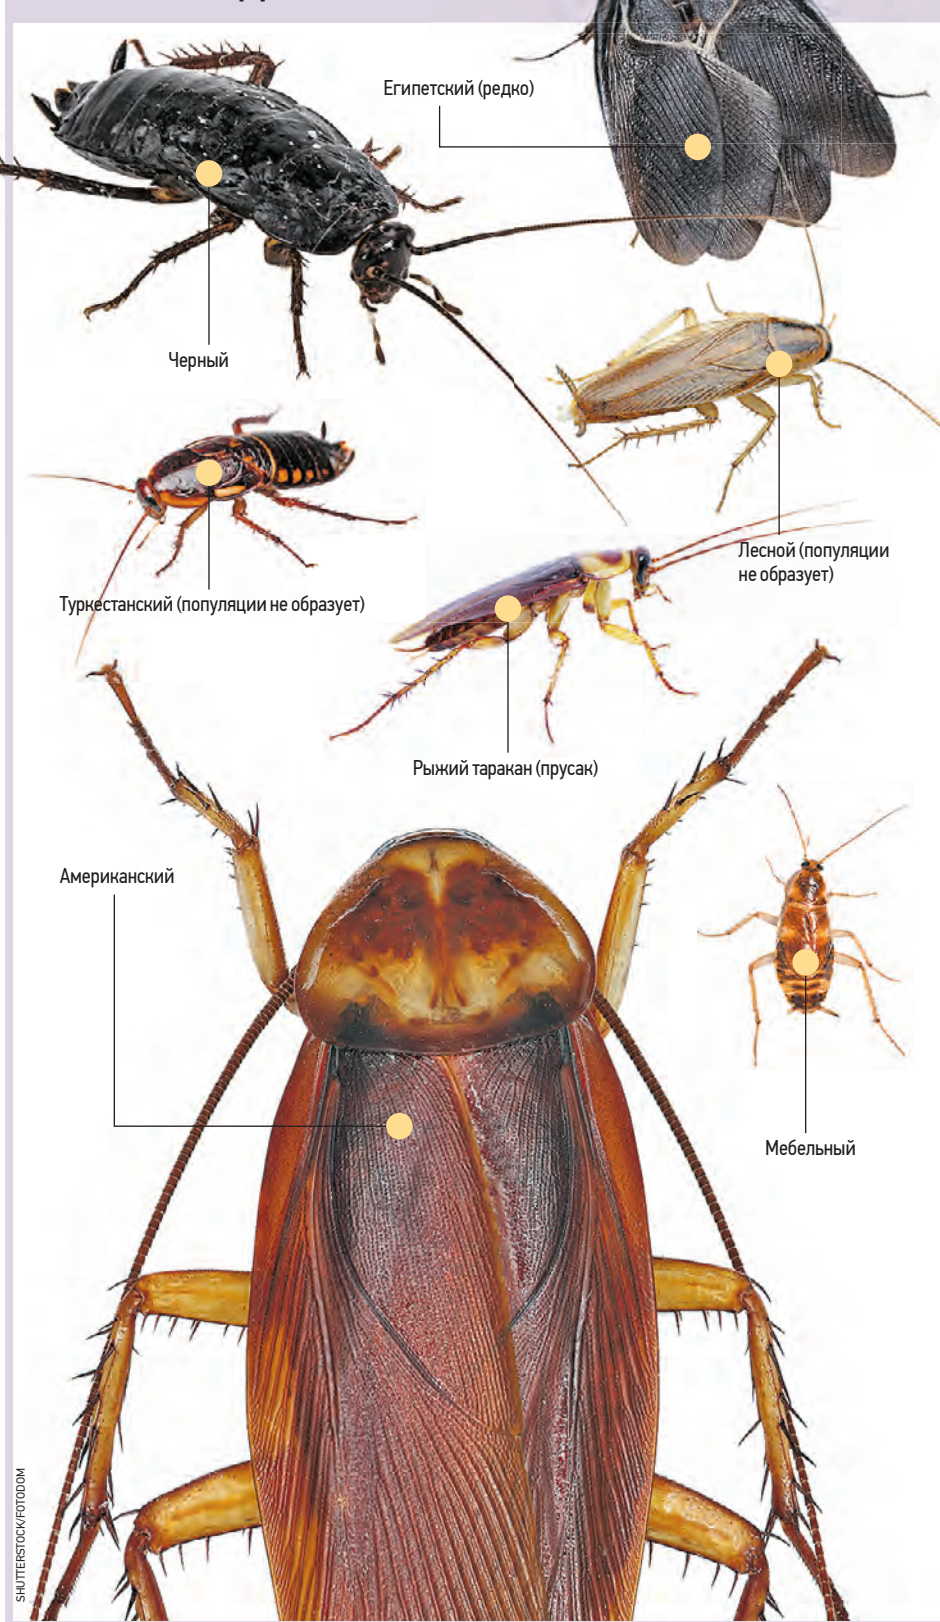 Египетский (редко)
Черный
Лесной (популяции
не образует)
Туркестанский (популяции не образует)
Рыжий таракан (прусак)
Американский
Мебельный
SHUTTERSTOCK/FOTODOM